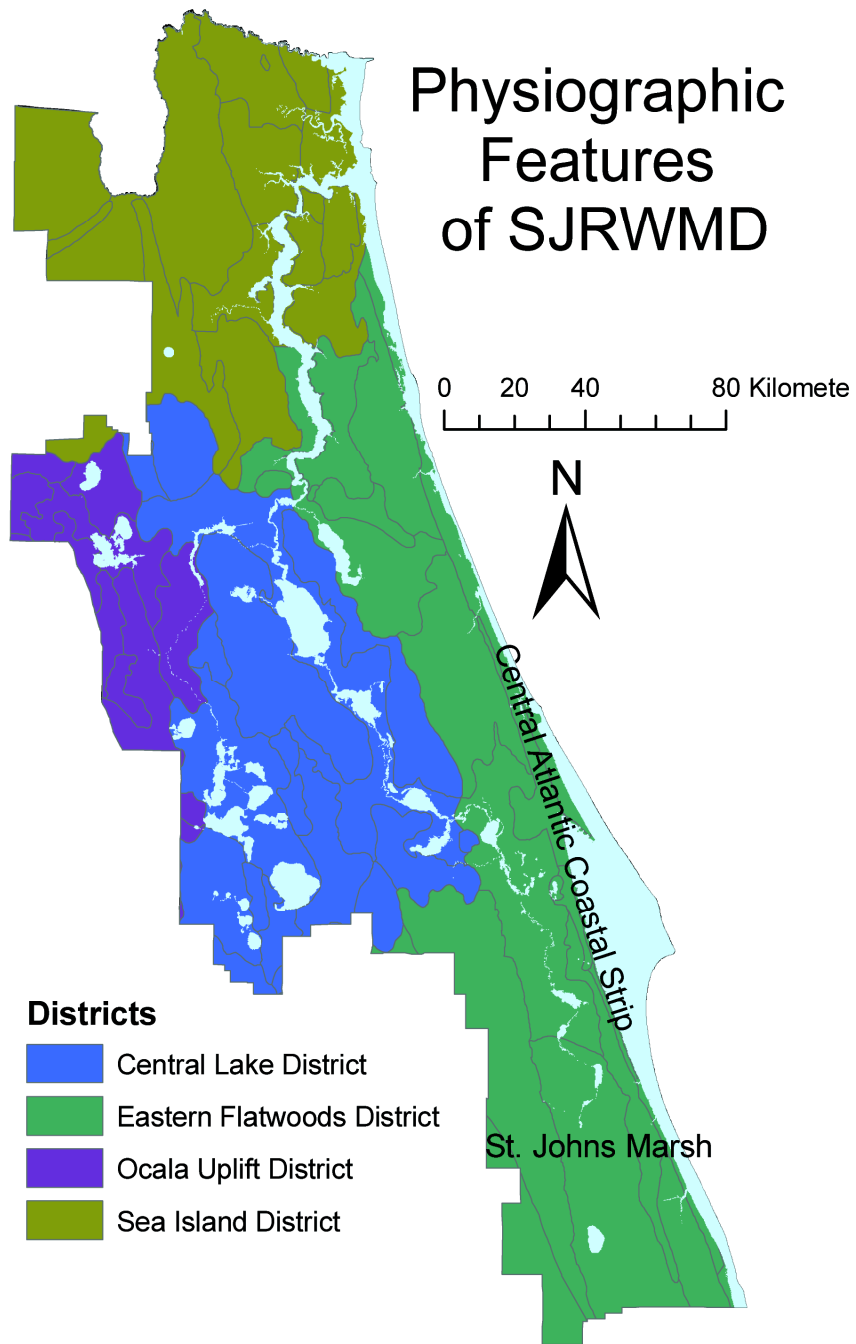 Physiographic
Features
of SJRWMD
0 20 40 80 Kilomete
N
Central Atlantic Coastal Strip
St. Johns Marsh
Districts
Central Lake District
Eastern Flatwoods District
Ocala Uplift District
Sea Island District